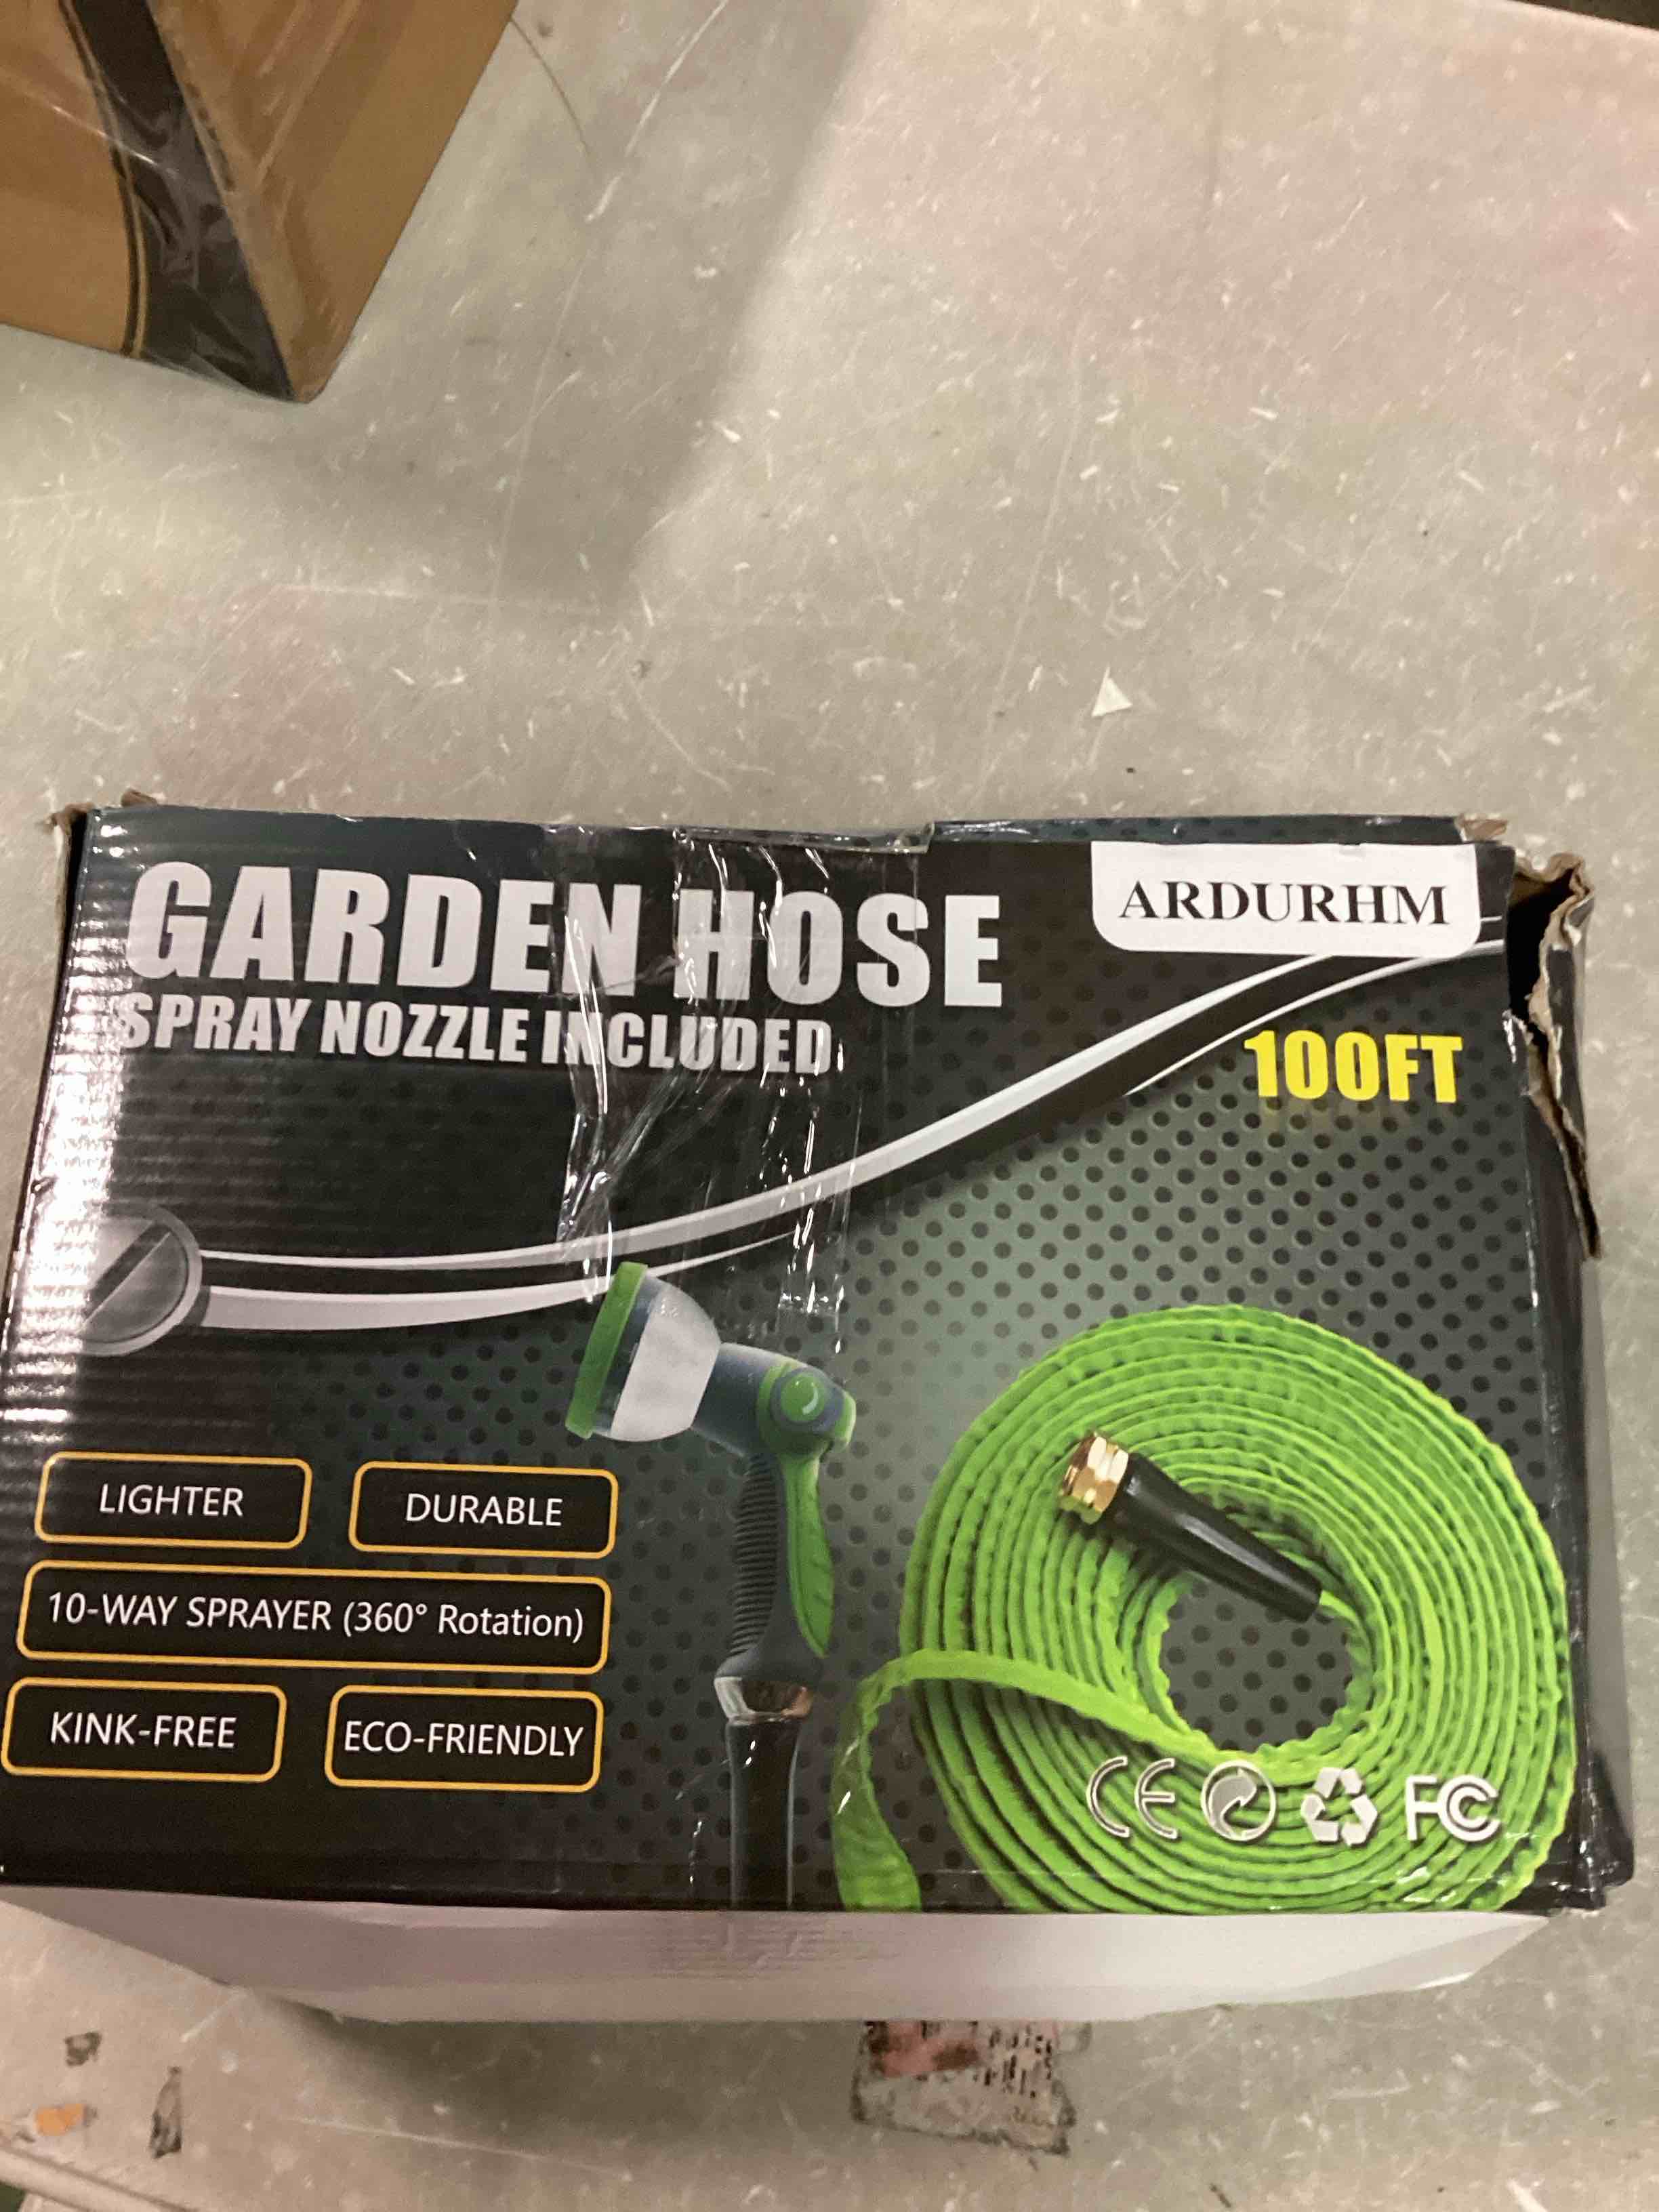 GARDEN HOSE
ARDURHM
SPRAY NOZZLE INCLUDED
100FT
LIGHTER
DURABLE
10-WAY SPRAYER (360° Rotation)
KINK-FREE
ECO-FRIENDLY
CE
FC